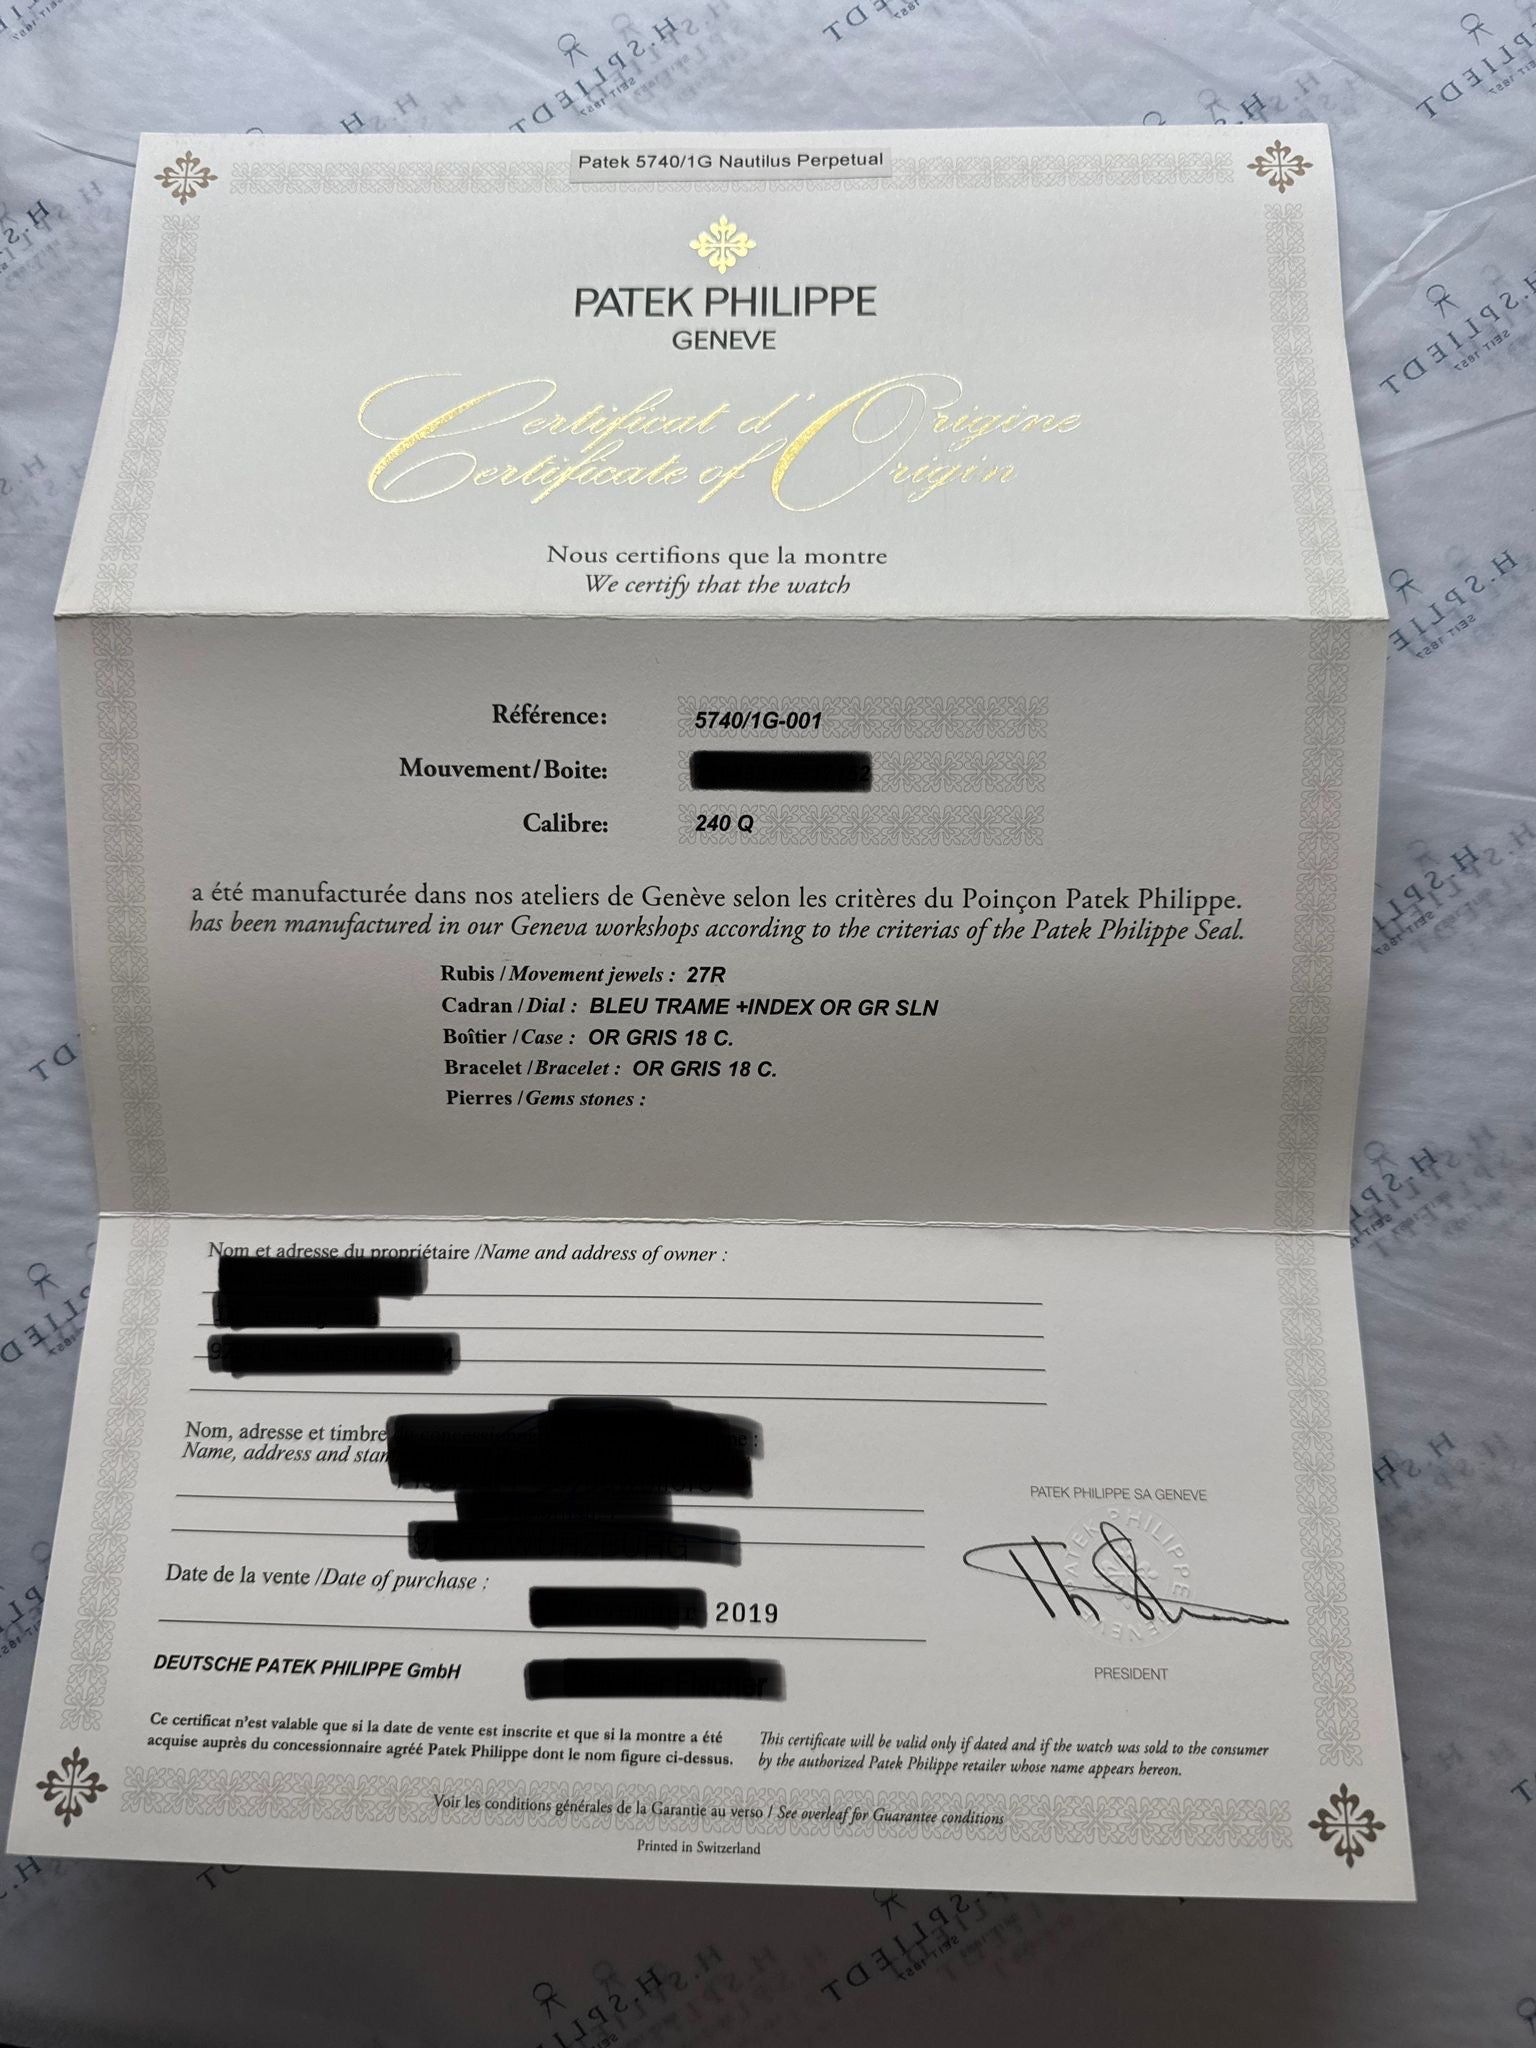 Patek 5740/1G Nautilus Perpetual
PATEK PHILIPPE
GENEVE
Certificat d'Origine
Certificate of Origin
Nous certifions que la montre
We certify that the watch
Référence: 5740/1G-001
Mouvement/Boite:
Calibre: 240 Q
a été manufacturée dans nos ateliers de Genève selon les critères du Poinçon Patek Philippe.
has been manufactured in our Geneva workshops according to the criterias of the Patek Philippe Seal.
Rubis / Movement jewels : 27R
Cadran / Dial : BLEU TRAME +INDEX OR GR SLN
Boîtier / Case : OR GRIS 18 C.
Bracelet / Bracelet : OR GRIS 18 C.
Pierres / Gems stones :
Nom et adresse du propriétaire /Name and address of owner :
Nom, adresse et timbre
Name, address and
Date de la vente /Date of purchase :
2019
DEUTSCHE PATEK PHILIPPE GmbH
PATEK PHILIPPE SA GENEVE
PATEK PHILIPPE
GENEVE
PRESIDENT
Ce certificat n'est valable que si la date de vente est inscrite et que si la montre a été
acquise auprès du concessionnaire agréé Patek Philippe dont le nom figure ci-dessus.
This certificate will be valid only if dated and if the watch was sold to the consumer
by the authorized Patek Philippe retailer whose name appears hereon.
Voir les conditions générales de la Garantie au verso / See overleaf for Guarantee conditions
Printed in Switzerland
H.SPLIEDT
SEIT 1857